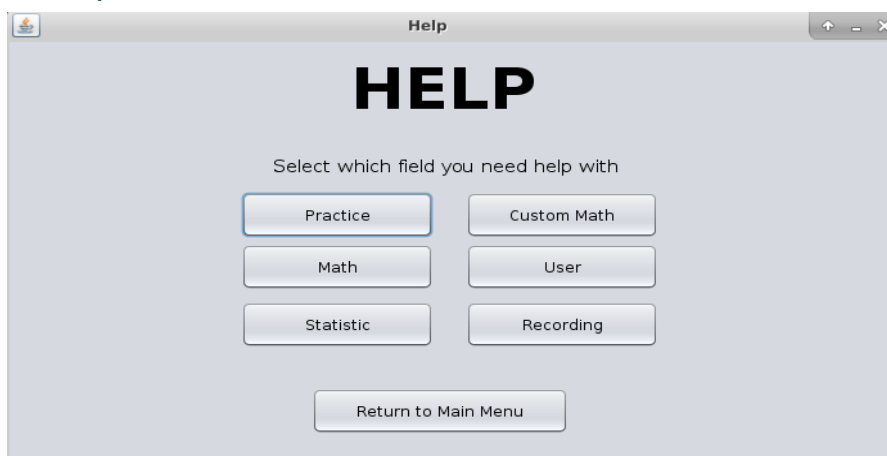 Help
HELP
Select which field you need help with
Practice Custom Math
Math User
Statistic Recording
Return to Main Menu